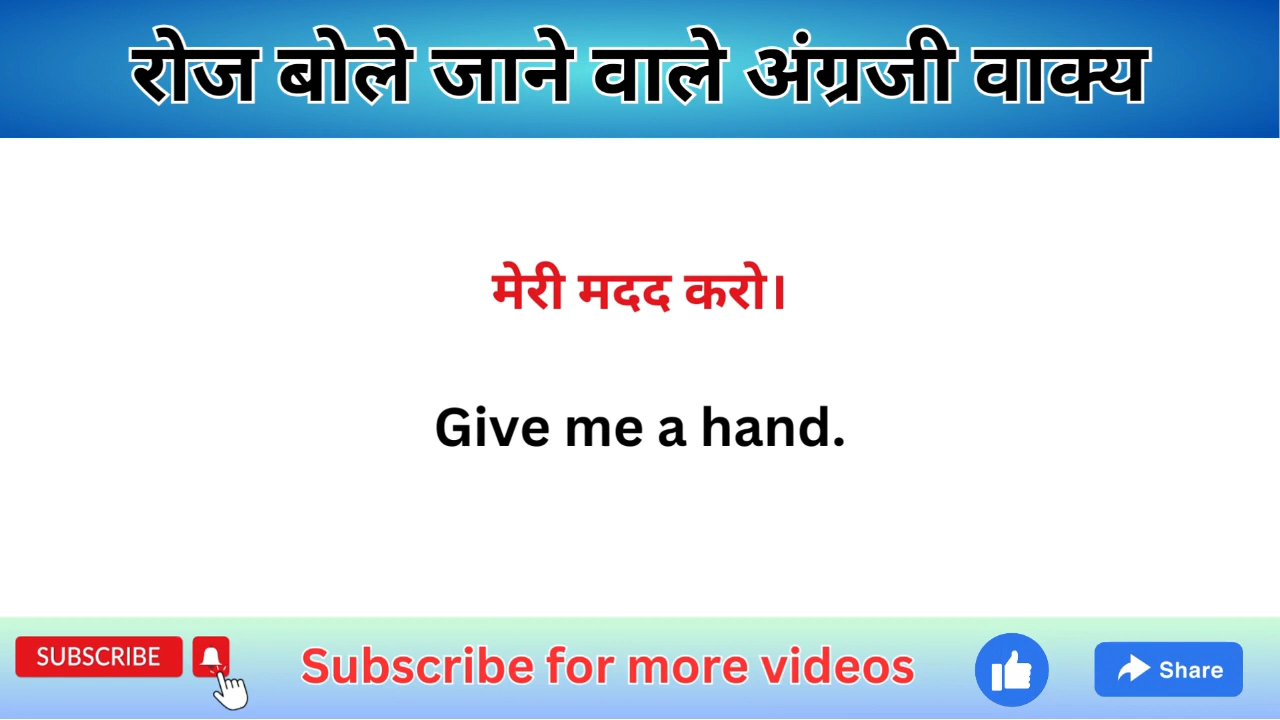 रोज बोले जाने वाले अंग्रजी वाक्य
मेरी मदद करो।
Give me a hand.
SUBSCRIBE
Subscribe for more videos
Share